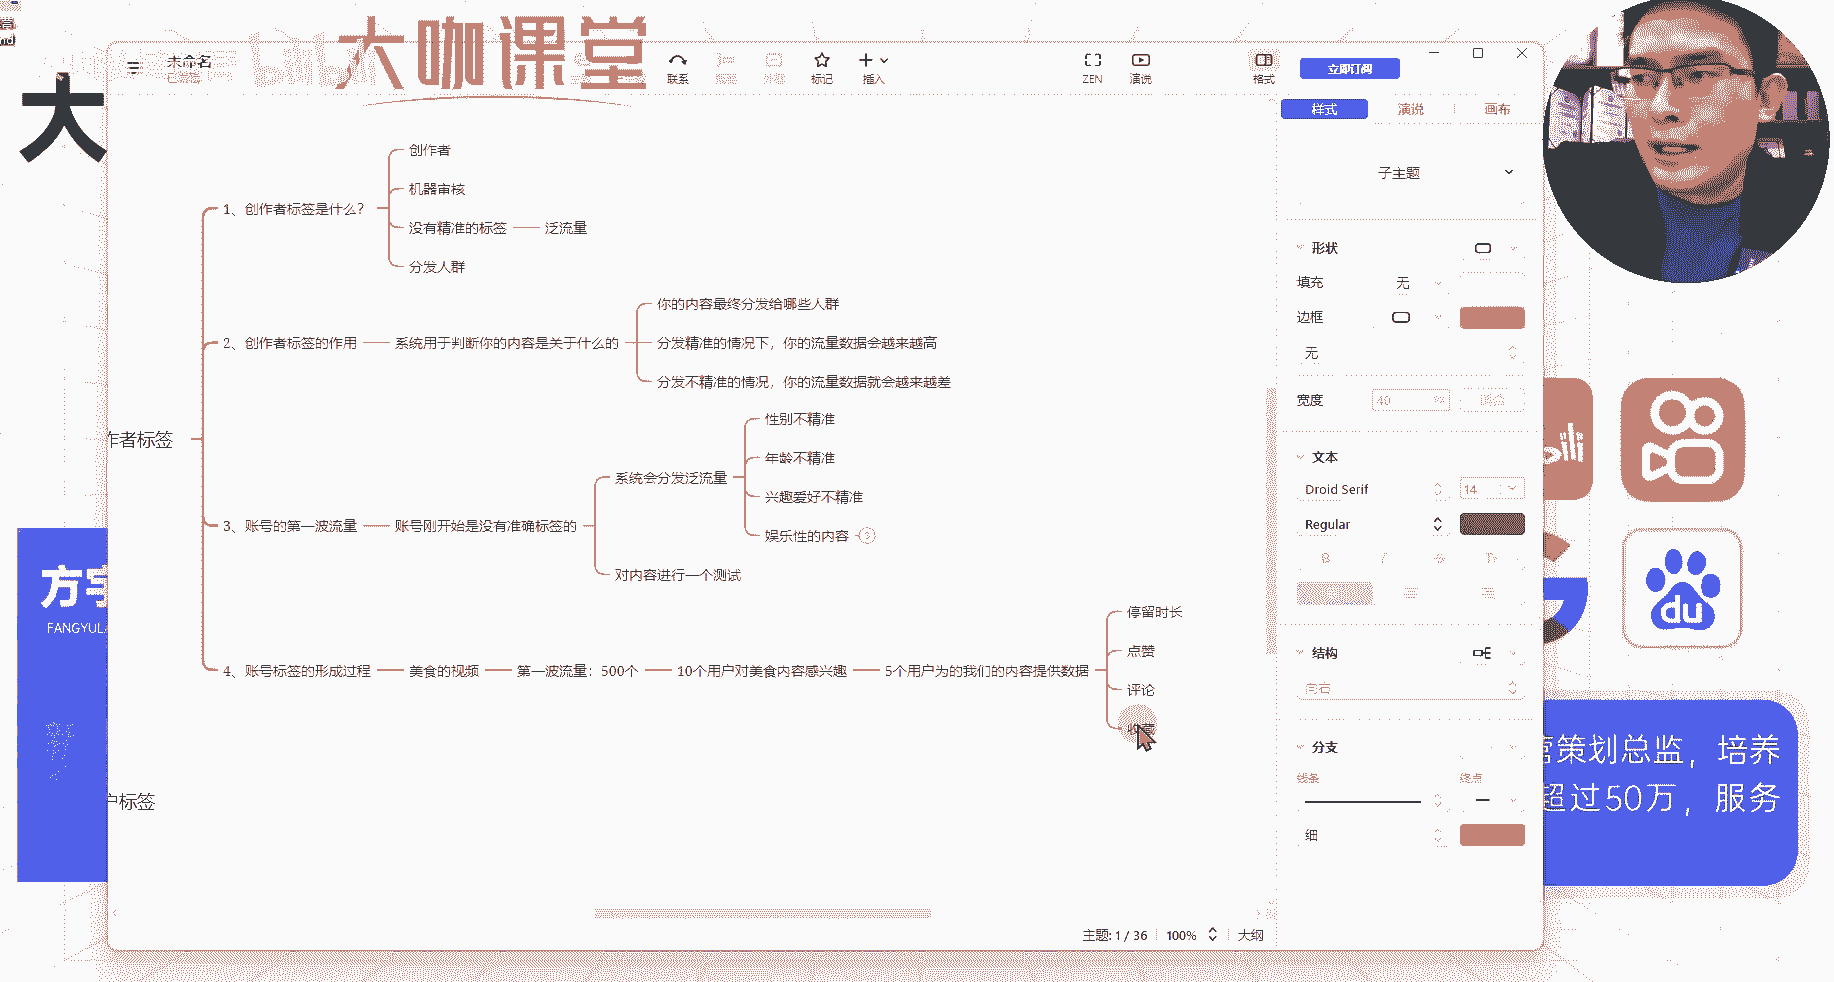 大咖课堂
未命名
联系
标记
插入
ZEN
演说
格式
立即订阅
大
样式
演说
画布
创作者
机器审核
1、创作者标签是什么？
没有精准的标签
泛流量
分发人群
子主题
你的内容最终分发给哪些人群
2、创作者标签的作用
系统用于判断你的内容是关于什么的
分发精准的情况下，你的流量数据会越来越高
分发不精准的情况，你的流量数据就会越来越差
形状
填充
无
边框
无
宽度
40
作者标签
性别不精准
年龄不精准
系统会分发泛流量
兴趣爱好不精准
3、账号的第一波流量
账号刚开始是没有准确标签的
娱乐性的内容
对内容进行一个测试
文本
Droid Serif
14
Regular
停留时长
点赞
4、账号标签的形成过程
美食的视频
第一波流量：500个
10个用户对美食内容感兴趣
5个用户为的我们的内容提供数据
评论
收藏
结构
向右
分支
线条
终点
细
户标签
方宇
FANGYUL
du
营策划总监，培养
超过50万，服务
主题: 1 / 36
100%
大纲